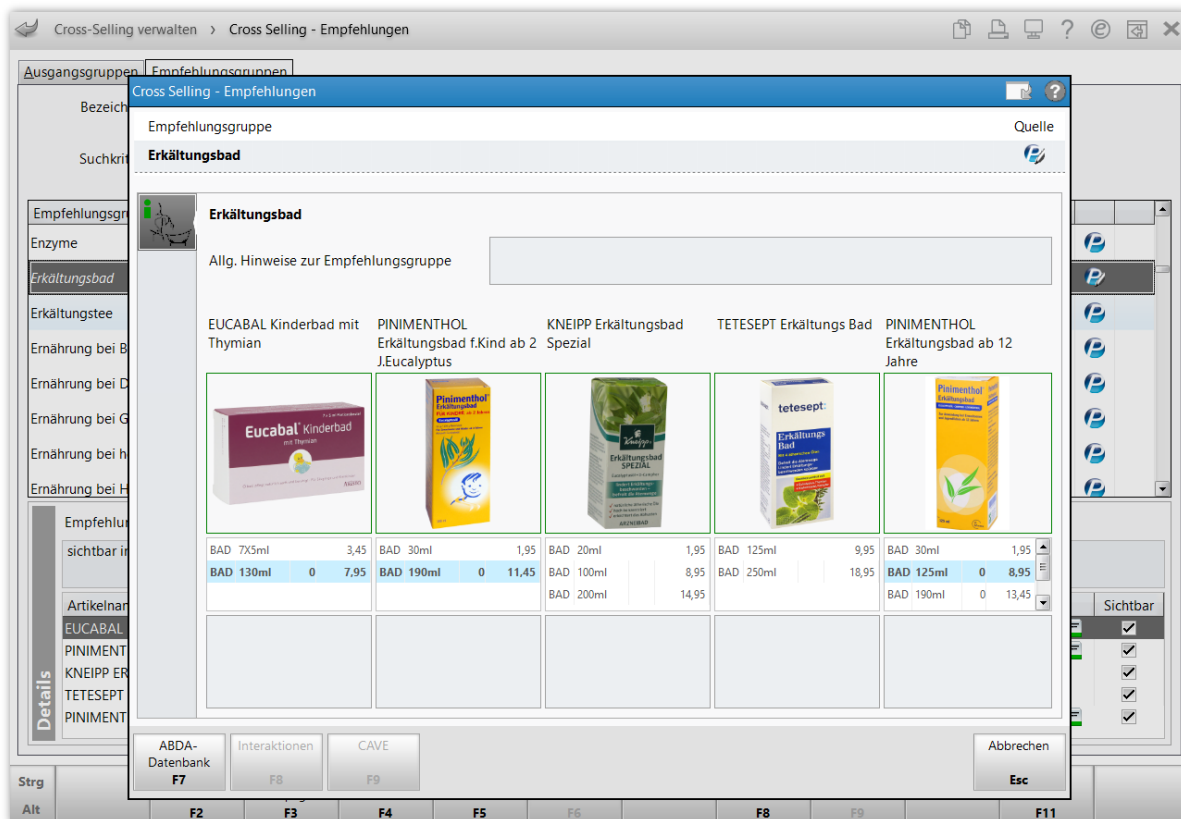 Cross-Selling verwalten › Cross Selling - Empfehlungen
Ausgangsgruppen Empfehlungsgruppen
Bezeich
Suchkrit
Empfehlungsgr
Enzyme
Erkältungsbad
Erkältungstee
Ernährung bei B
Ernährung bei D
Ernährung bei G
Ernährung bei h
Ernährung bei H
Details
Empfehlu
sichtbar in
Artikelnar
Sichtbar
EUCABAL
PINIMENT
KNEIPP ER
TETESEPT
PINIMENT
Cross Selling - Empfehlungen
Empfehlungsgruppe Quelle
Erkältungsbad
Erkältungsbad
Allg. Hinweise zur Empfehlungsgruppe
EUCABAL Kinderbad mit
Thymian
PINIMENTHOL
Erkältungsbad f.Kind ab 2
J.Eucalyptus
KNEIPP Erkältungsbad
Spezial
TETESEPT Erkältungs Bad
PINIMENTHOL
Erkältungsbad ab 12
Jahre
Eucabal Kinderbad
mit Thymian
Pinimenthol
Erkältungsbad
FÜR KINDER ab 2 Jahren
Kneipp
Erkältungsbad
SPEZIAL
ARZNEIBAD
tetesept:
Erkältungs
Bad
Pinimenthol
Erkältungsbad
BAD 7X5ml 3,45
BAD 130ml 0 7,95
BAD 30ml 1,95
BAD 190ml 0 11,45
BAD 20ml 1,95
BAD 100ml 8,95
BAD 200ml 14,95
BAD 125ml 9,95
BAD 250ml 18,95
BAD 30ml 1,95
BAD 125ml 0 8,95
BAD 190ml 0 13,45
ABDA-
Datenbank
F7
Interaktionen
F8
CAVE
F9
Abbrechen
Esc
Strg
Alt
F2 F3 F4 F5 F6 F8 F9 F11